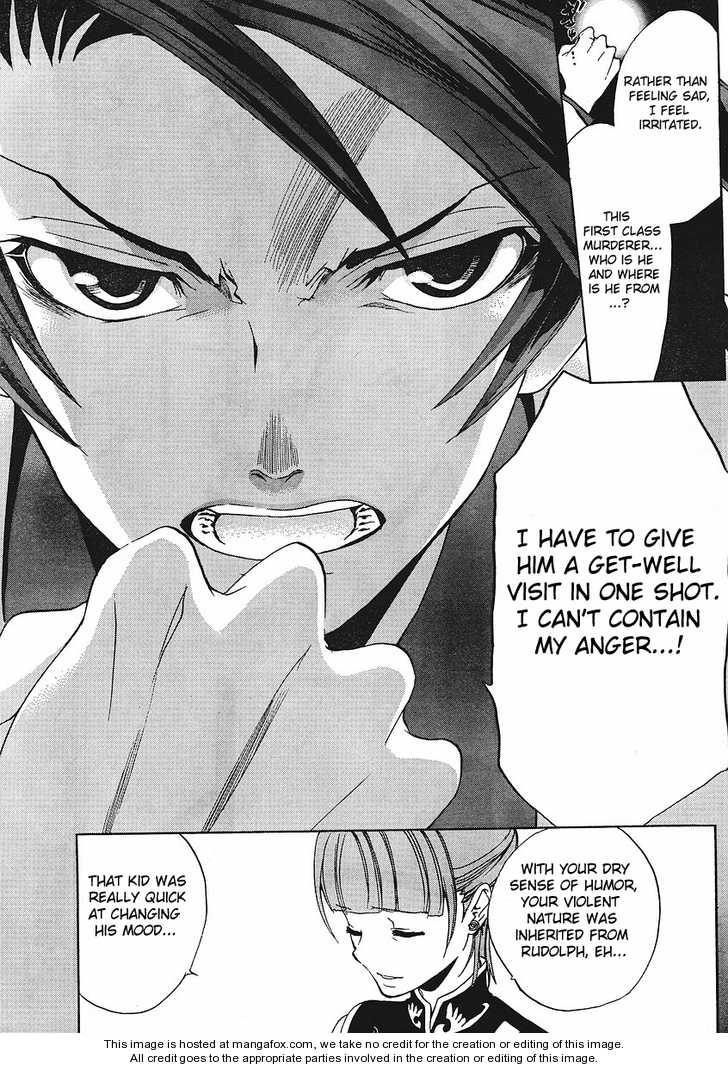 RATHER THAN
FEELING SAD,
I FEEL
IRRITATED.
THIS
FIRST CLASS
MURDERER...
WHO IS HE
AND WHERE
IS HE FROM
...?
I HAVE TO GIVE
HIM A GET-WELL
VISIT IN ONE SHOT.
I CAN'T CONTAIN
MY ANGER...!
WITH YOUR DRY
SENSE OF HUMOR,
YOUR VIOLENT
NATURE WAS
INHERITED FROM
RUDOLPH, EH...
THAT KID WAS
REALLY QUICK
AT CHANGING
HIS MOOD...
This image is hosted at mangafox.com, we take no credit for the creation or editing of this image.
All credit goes to the appropriate parties involved in the creation or editing of this image.